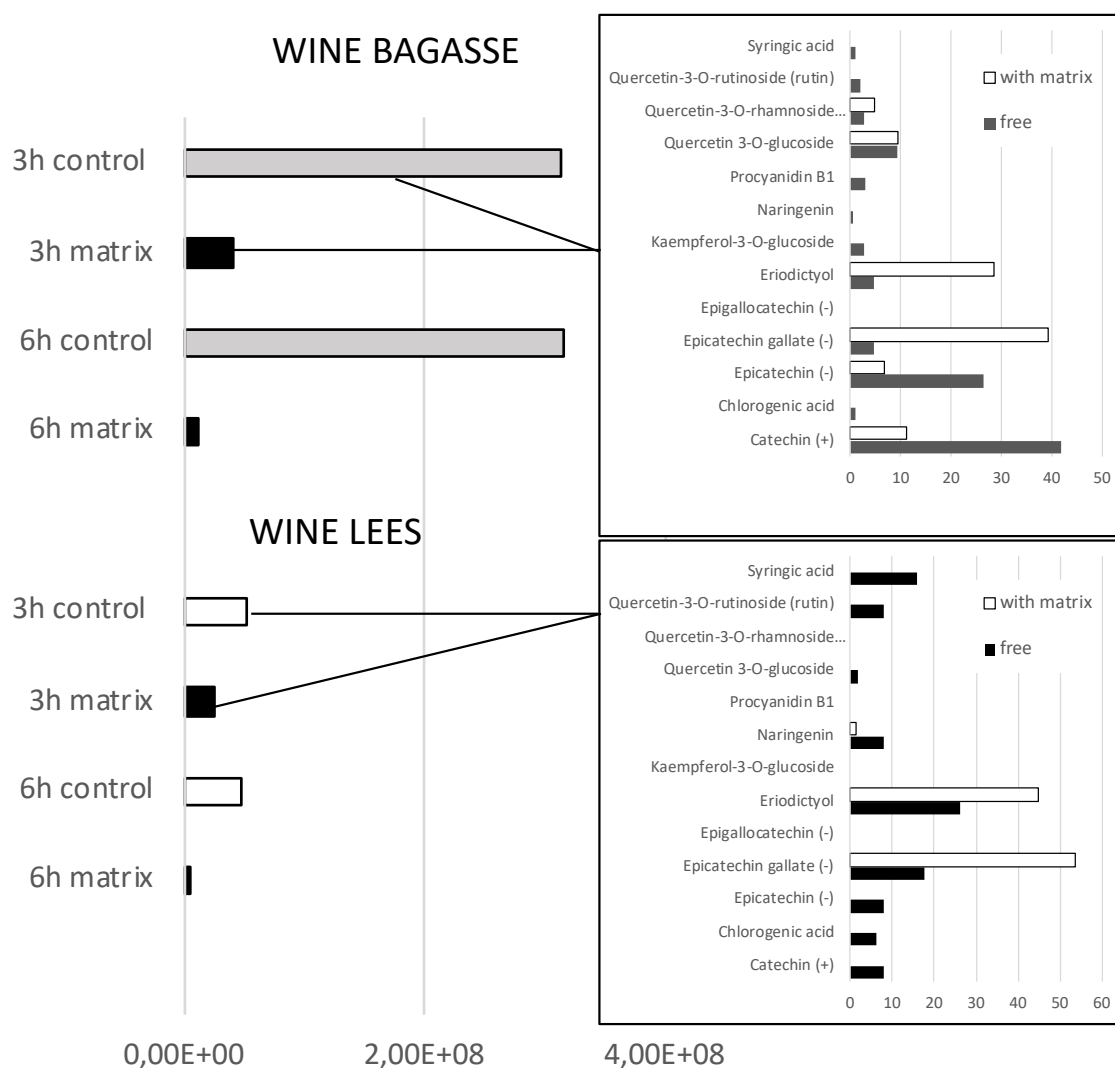 WINE BAGASSE
3h control
3h matrix
6h control
6h matrix
WINE LEES
3h control
3h matrix
6h control
6h matrix
0,00E+00 2,00E+08 4,00E+08
Syringic acid
Quercetin-3-O-rutinoside (rutin)
Quercetin-3-O-rhamnoside…
Quercetin 3-O-glucoside
Procyanidin B1
Naringenin
Kaempferol-3-O-glucoside
Eriodictyol
Epigallocatechin (-)
Epicatechin gallate (-)
Epicatechin (-)
Chlorogenic acid
Catechin (+)
0 10 20 30 40 50
with matrix
free
Syringic acid
Quercetin-3-O-rutinoside (rutin)
Quercetin-3-O-rhamnoside…
Quercetin 3-O-glucoside
Procyanidin B1
Naringenin
Kaempferol-3-O-glucoside
Eriodictyol
Epigallocatechin (-)
Epicatechin gallate (-)
Epicatechin (-)
Chlorogenic acid
Catechin (+)
0 10 20 30 40 50 60
with matrix
free